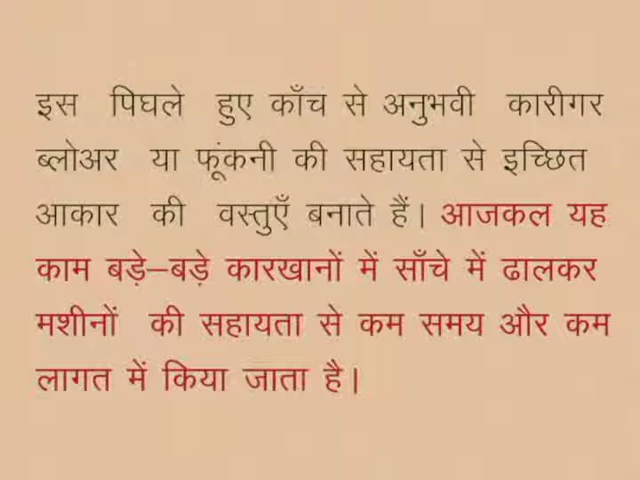 इस पिघले हुए काँच से अनुभवी कारीगर
ब्लोअर या फूंकनी की सहायता से इच्छित
आकार की वस्तुएँ बनाते हैं। आजकल यह
काम बड़े–बड़े कारखानों में साँचे में ढालकर
मशीनों की सहायता से कम समय और कम
लागत में किया जाता है।